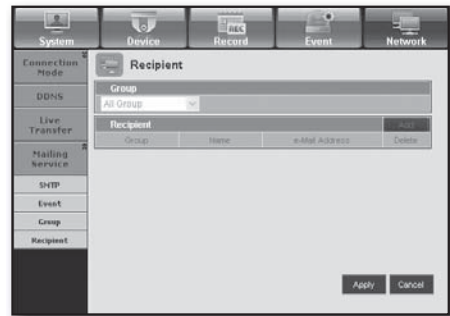 System Device Record Event Network
Connection Mode
DDNS
Live Transfer
Mailing Service
SMTP
Event
Group
Recipient
Recipient
Group
All Group
Recipient Add
Group Name e-Mail Address Delete
Apply Cancel